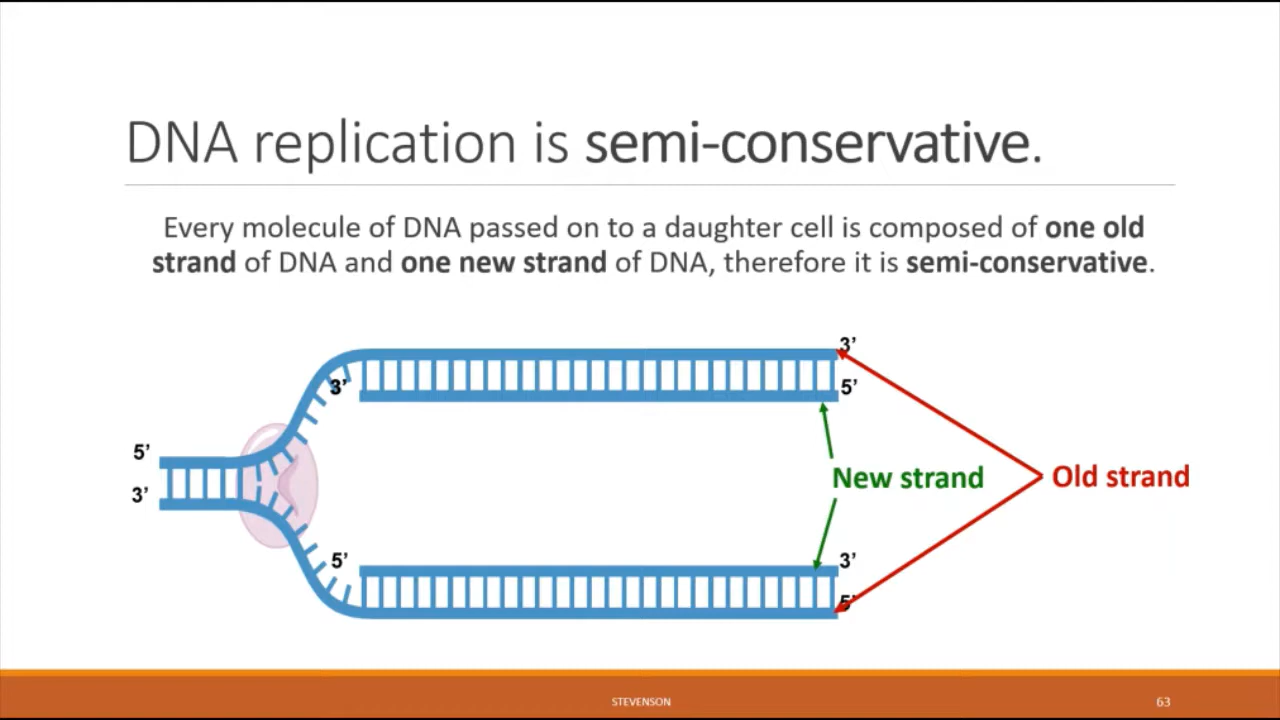 DNA replication is semi-conservative.
Every molecule of DNA passed on to a daughter cell is composed of one old
strand of DNA and one new strand of DNA, therefore it is semi-conservative.
3’
3’
5’
5’
3’
New strand
Old strand
5’
3’
5’
STEVENSON
63